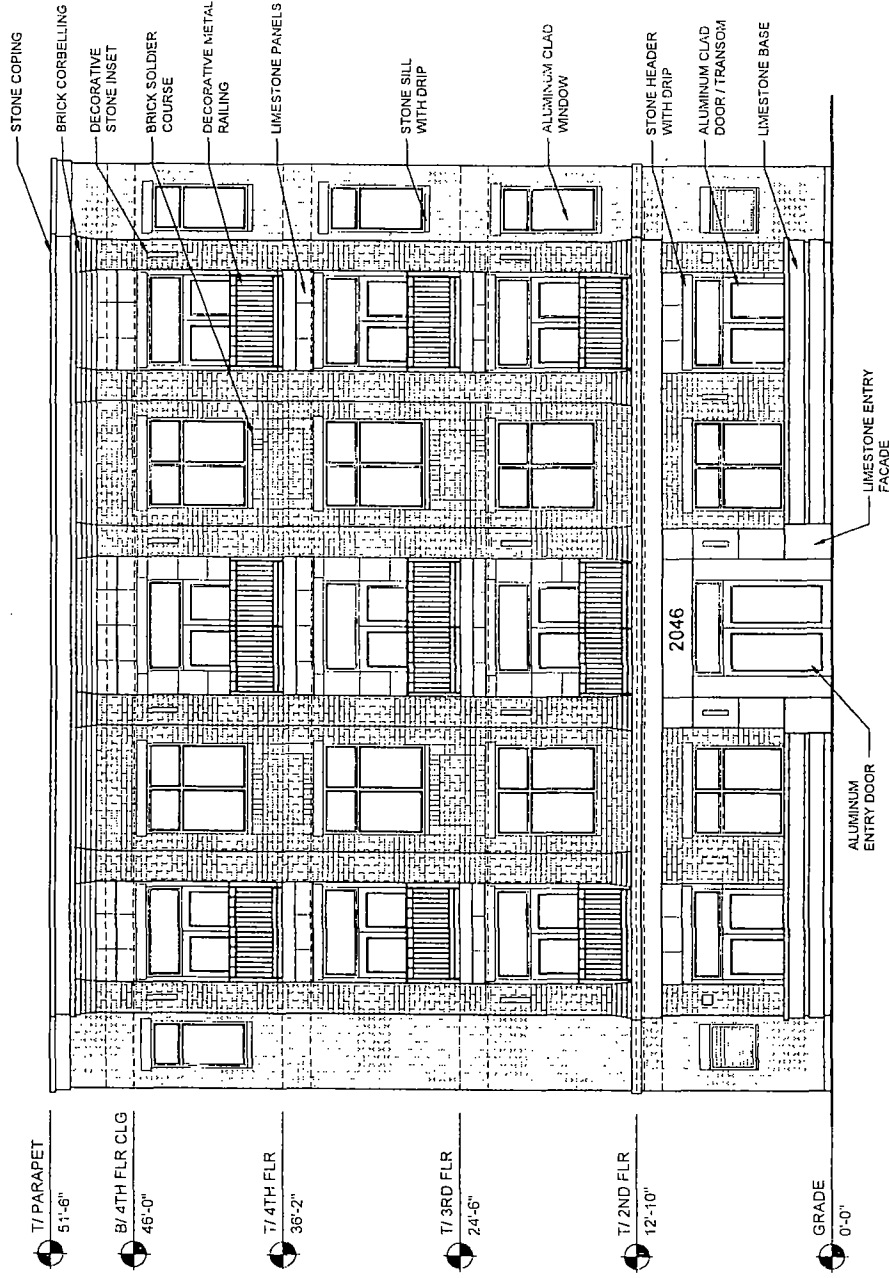 STONE COPING
BRICK CORBELLING
DECORATIVE
STONE INSET
BRICK SOLDIER
COURSE
DECORATIVE METAL
RAILING
LIMESTONE PANELS
STONE SILL
WITH DRIP
ALUMINUM CLAD
WINDOW
STONE HEADER
WITH DRIP
ALUMINUM CLAD
DOOR / TRANSOM
LIMESTONE BASE
LIMESTONE ENTRY
FACADE
2046
ALUMINUM
ENTRY DOOR
T/ PARAPET
51'-6"
B/ 4TH FLR CLG
46'-0"
T/ 4TH FLR
36'-2"
T/ 3RD FLR
24'-6"
T/ 2ND FLR
12'-10"
GRADE
0'-0"